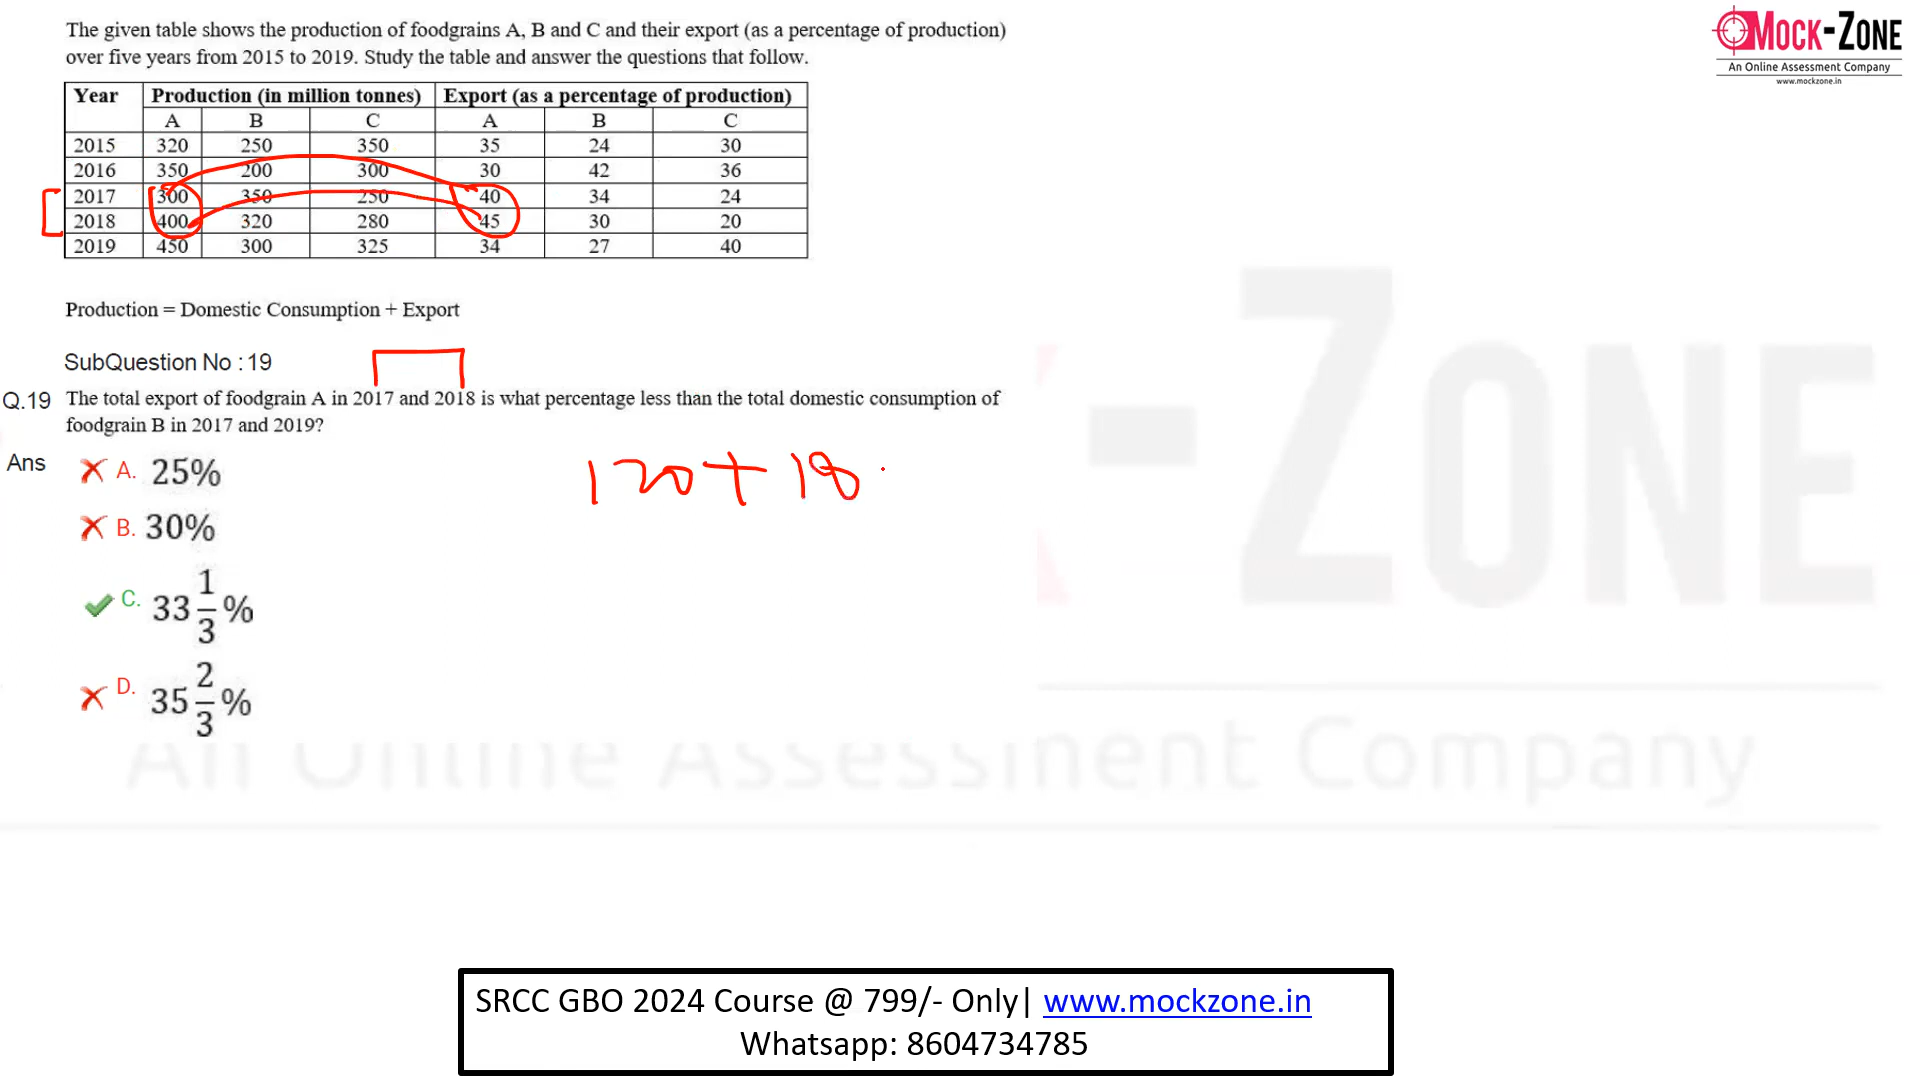 The given table shows the production of foodgrains A, B and C and their export (as a percentage of production)
over five years from 2015 to 2019. Study the table and answer the questions that follow.
Year Production (in million tonnes) Export (as a percentage of production)
A B C A B C
2015 320 250 350 35 24 30
2016 350 200 300 30 42 36
2017 300 350 250 40 34 24
2018 400 320 280 45 30 20
2019 450 300 325 34 27 40
Production = Domestic Consumption + Export
SubQuestion No : 19
Q.19 The total export of foodgrain A in 2017 and 2018 is what percentage less than the total domestic consumption of
foodgrain B in 2017 and 2019?
Ans A. 25%
120 + 18
B. 30%
C. 33 1/3 %
D. 35 2/3 %
MOCK-ZONE
An Online Assessment Company
www.mockzone.in
-ZONE
An Online Assessment Company
SRCC GBO 2024 Course @ 799/- Only| www.mockzone.in
Whatsapp: 8604734785